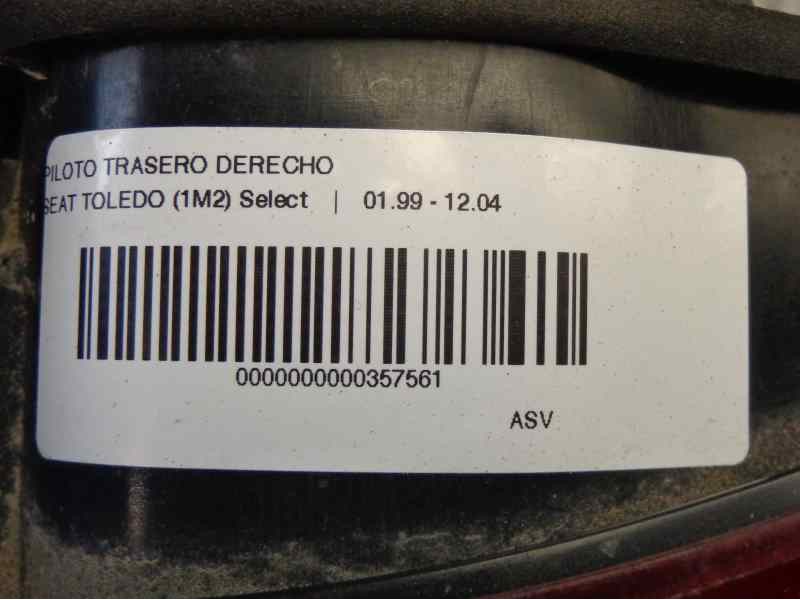 PILOTO TRASERO DERECHO
SEAT TOLEDO (1M2) Select | 01.99 - 12.04
0000000000357561
ASV